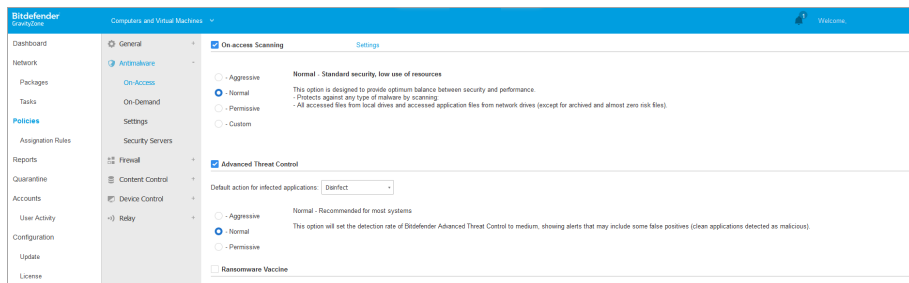 Bitdefender
GravityZone
Computers and Virtual Machines
1
Welcome,
Dashboard
Network
Packages
Tasks
Policies
Assignation Rules
Reports
Quarantine
Accounts
User Activity
Configuration
Update
License
General +
Antimalware -
On-Access
On-Demand
Settings
Security Servers
Firewall +
Content Control +
Device Control +
Relay +
On-access Scanning Settings
- Aggressive
- Normal
- Permissive
- Custom
Normal - Standard security, low use of resources
This option is designed to provide optimum balance between security and performance.
- Protects against any type of malware by scanning:
- All accessed files from local drives and accessed application files from network drives (except for archived and almost zero risk files).
Advanced Threat Control
Default action for infected applications: Disinfect
- Aggressive
- Normal
- Permissive
Normal - Recommended for most systems
This option will set the detection rate of Bitdefender Advanced Threat Control to medium, showing alerts that may include some false positives (clean applications detected as malicious).
Ransomware Vaccine